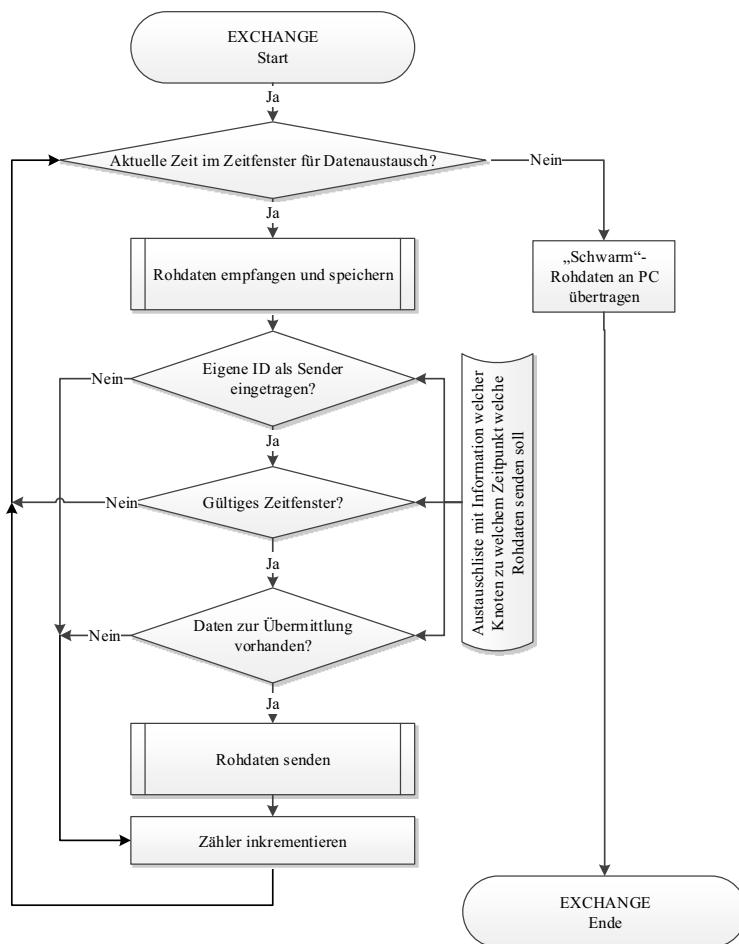 EXCHANGE
Start
Ja
Aktuelle Zeit im Zeitfenster für Datenaustausch?
Nein
Ja
Rohdaten empfangen und speichern
„Schwarm“-
Rohdaten an PC
übertragen
Eigene ID als Sender
eingetragen?
Nein
Ja
Gültiges Zeitfenster?
Nein
Ja
Austauschliste mit Information welcher
Knoten zu welchem Zeitpunkt welche
Rohdaten senden soll
Daten zur Übermittlung
vorhanden?
Nein
Ja
Rohdaten senden
Zähler inkrementieren
EXCHANGE
Ende